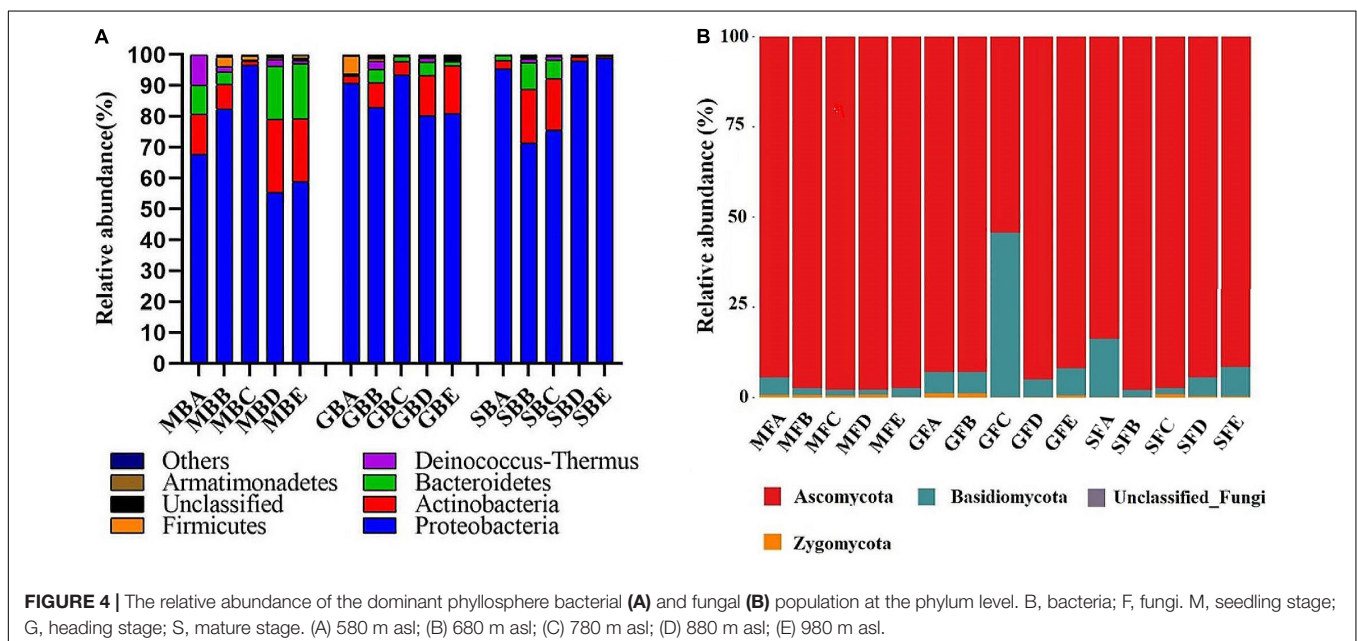 A
Relative abundance(%)
100
90
80
70
60
50
40
30
20
10
0
MBA MBB MBC MBD MBE GBA GBB GBC GBD GBE SBA SBB SBC SBD SBE
Others
Armatimonadetes
Unclassified
Firmicutes
Deinococcus-Thermus
Bacteroidetes
Actinobacteria
Proteobacteria
B
Relative abundance (%)
100
75
50
25
0
MFA MFB MFC MFD MFE GFA GFB GFC GFD GFE SFA SFB SFC SFD SFE
Ascomycota Basidiomycota Unclassified_Fungi
Zygomycota
FIGURE 4 | The relative abundance of the dominant phyllosphere bacterial (A) and fungal (B) population at the phylum level. B, bacteria; F, fungi. M, seedling stage;
G, heading stage; S, mature stage. (A) 580 m asl; (B) 680 m asl; (C) 780 m asl; (D) 880 m asl; (E) 980 m asl.